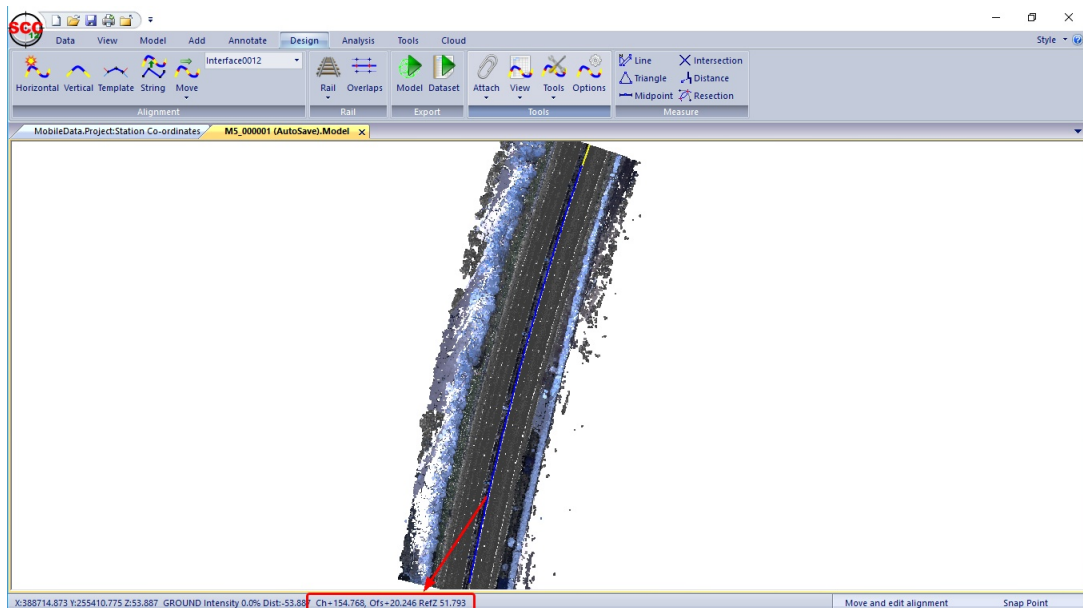 SCC
12
Data View Model Add Annotate Design Analysis Tools Cloud
Style
Interface0012
Line Intersection
Triangle Distance
Midpoint Resection
Horizontal Vertical Template String Move
Rail Overlaps
Model Dataset
Attach View Tools Options
Alignment Rail Export Tools Measure
MobileData.Project:Station Co-ordinates M5_000001 (AutoSave).Model x
X:388714.873 Y:255410.775 Z:53.887 GROUND Intensity 0.0% Dist:-53.887 Ch+154.768, Ofs+20.246 RefZ 51.793
Move and edit alignment Snap Point